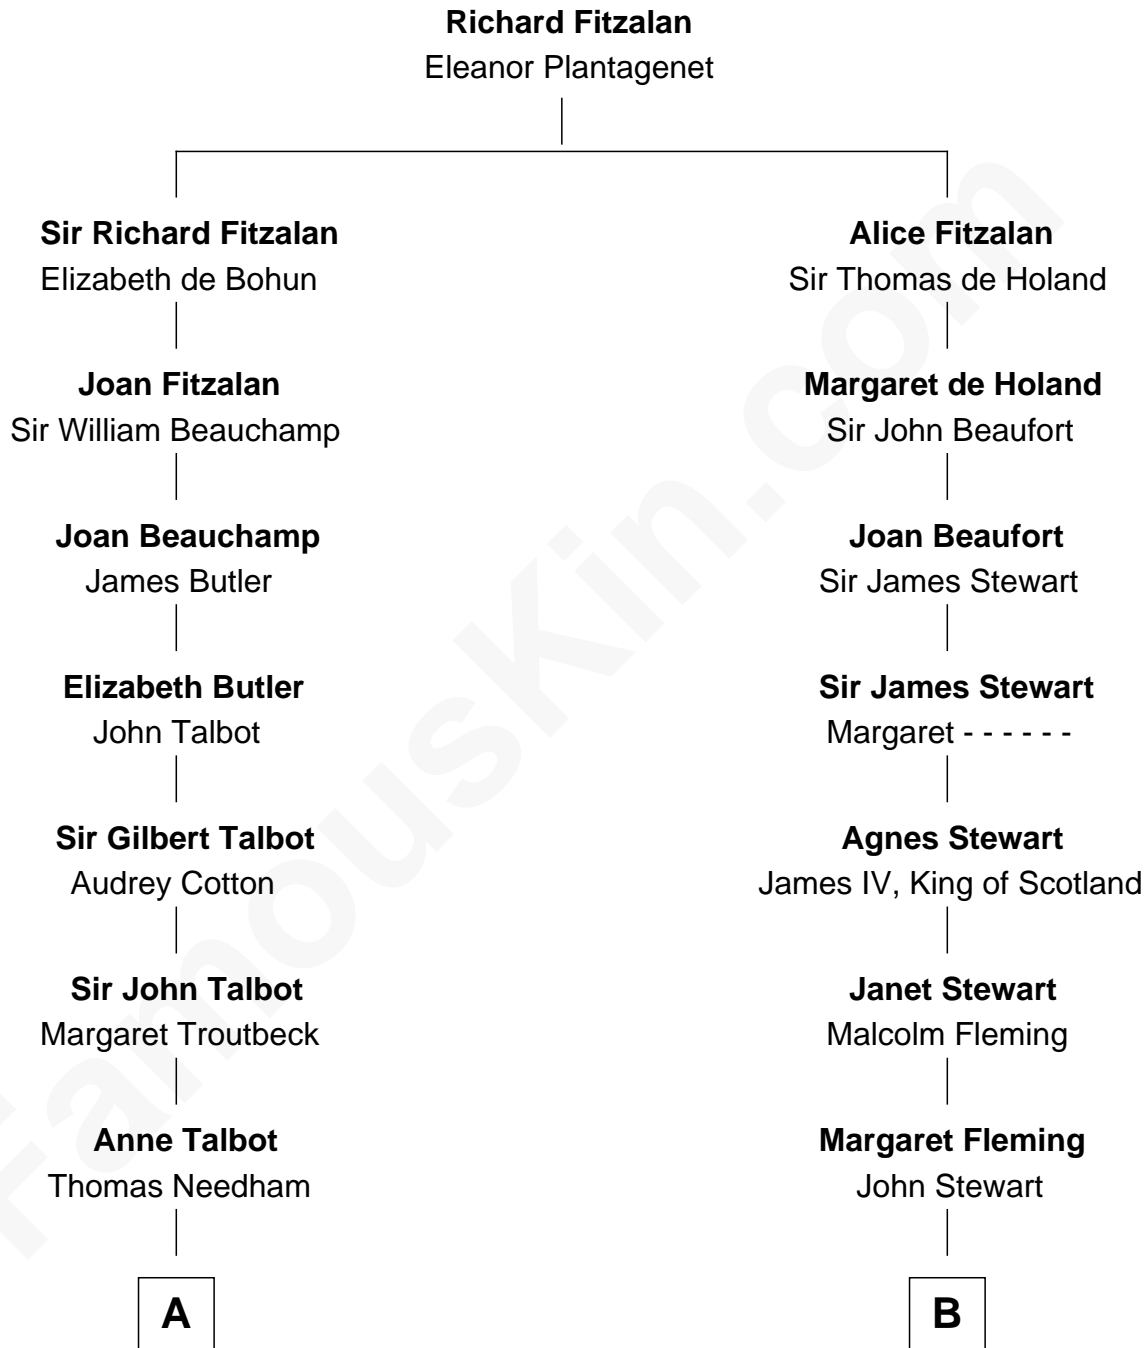 Richard Fitzalan
Eleanor Plantagenet
Sir Richard Fitzalan
Elizabeth de Bohun
Joan Fitzalan
Sir William Beauchamp
Joan Beauchamp
James Butler
Elizabeth Butler
John Talbot
Sir Gilbert Talbot
Audrey Cotton
Sir John Talbot
Margaret Troutbeck
Anne Talbot
Thomas Needham
A
Alice Fitzalan
Sir Thomas de Holand
Margaret de Holand
Sir John Beaufort
Joan Beaufort
Sir James Stewart
Sir James Stewart
Margaret - - - - - -
Agnes Stewart
James IV, King of Scotland
Janet Stewart
Malcolm Fleming
Margaret Fleming
John Stewart
B
FamousKin.com